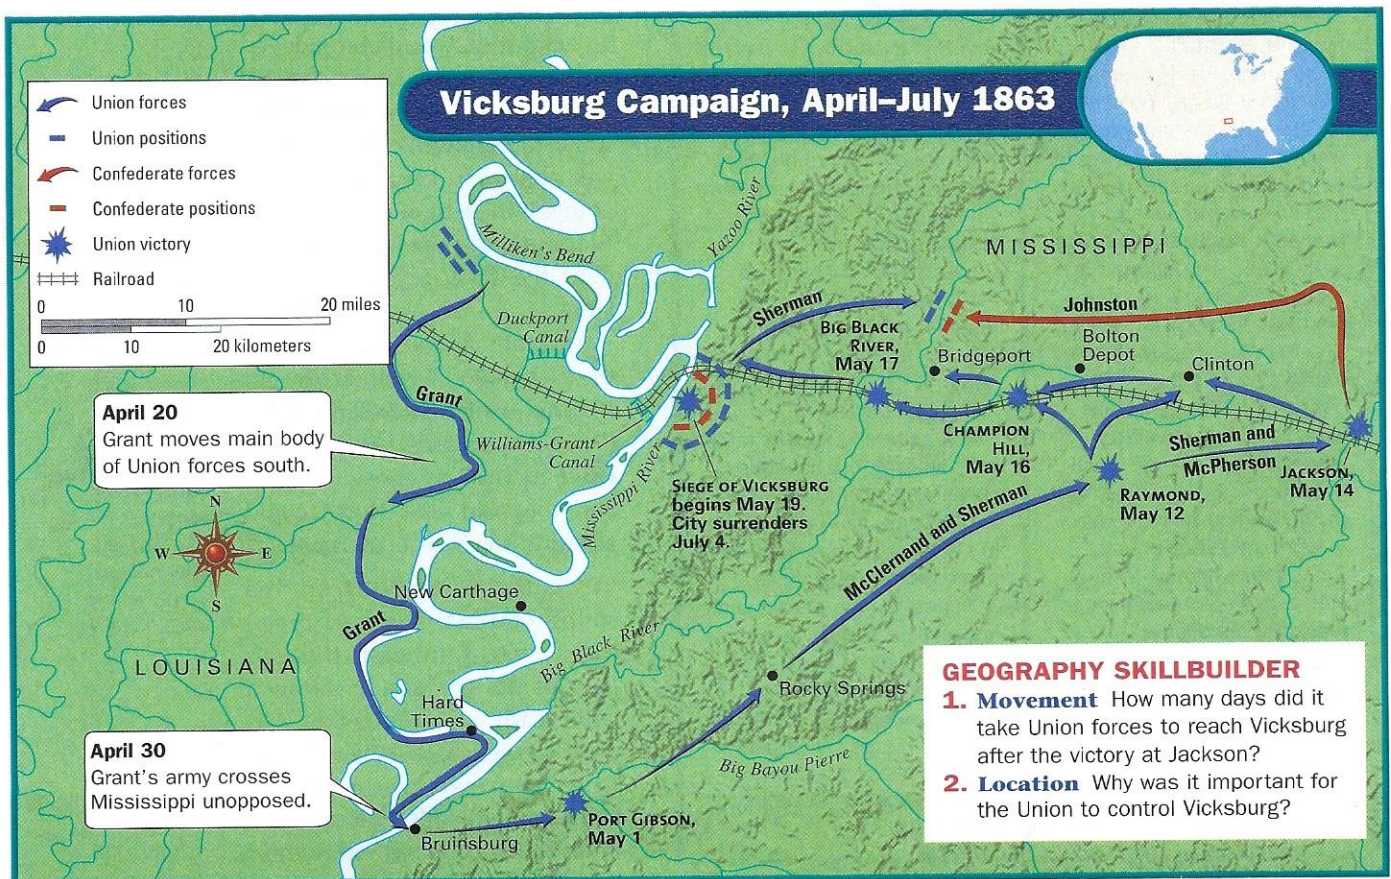 Vicksburg Campaign, April–July 1863
Union forces
Union positions
Confederate forces
Confederate positions
Union victory
Railroad
0 10 20 miles
0 10 20 kilometers
April 20
Grant moves main body
of Union forces south.
N
W E
S
LOUISIANA
April 30
Grant's army crosses
Mississippi unopposed.
Milliken's Bend
Yazoo River
MISSISSIPPI
Duckport
Canal
Sherman
Johnston
BIG BLACK
RIVER,
May 17
Bridgeport
Bolton
Depot
Clinton
Grant
Williams-Grant
Canal
Mississippi River
SIEGE OF VICKSBURG
begins May 19.
City surrenders
July 4.
CHAMPION
HILL,
May 16
Sherman and
McPherson
JACKSON,
May 14
RAYMOND,
May 12
McClernand and Sherman
New Carthage
Grant
Big Black River
Hard
Times
Rocky Springs
Big Bayou Pierre
Bruinsburg
PORT GIBSON,
May 1
GEOGRAPHY SKILLBUILDER
1. Movement How many days did it
take Union forces to reach Vicksburg
after the victory at Jackson?
2. Location Why was it important for
the Union to control Vicksburg?